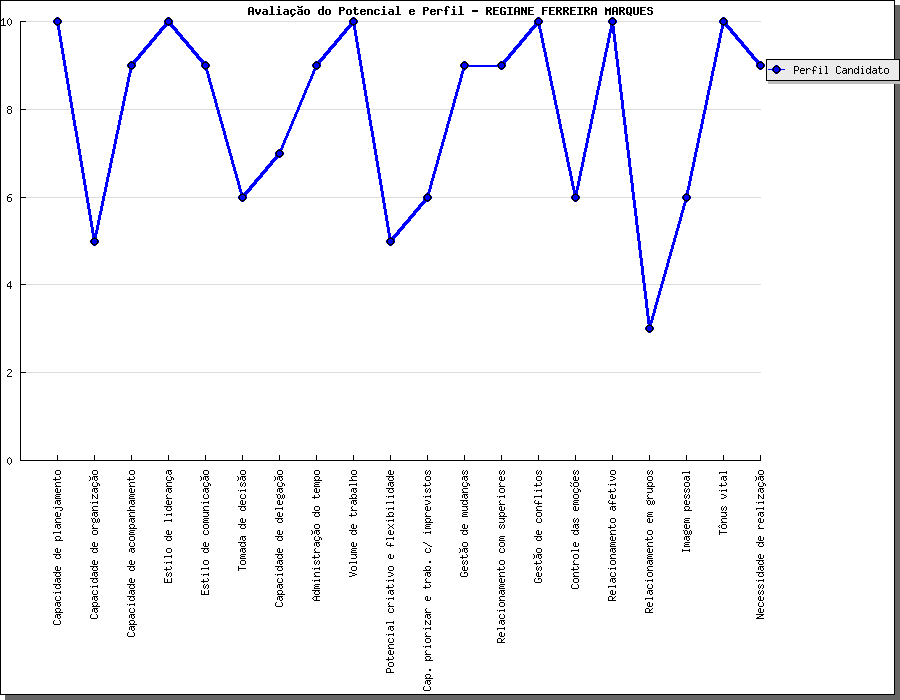 Avaliação do Potencial e Perfil - REGIANE FERREIRA MARQUES
10
8
6
4
2
0
Perfil Candidato
Capacidade de planejamento
Capacidade de organização
Capacidade de acompanhamento
Estilo de liderança
Estilo de comunicação
Tomada de decisão
Capacidade de delegação
Administração do tempo
Volume de trabalho
Potencial criativo e flexibilidade
Cap. priorizar e trab. c/ imprevistos
Gestão de mudanças
Relacionamento com superiores
Gestão de conflitos
Controle das emoções
Relacionamento afetivo
Relacionamento em grupos
Imagem pessoal
Tônus vital
Necessidade de realização